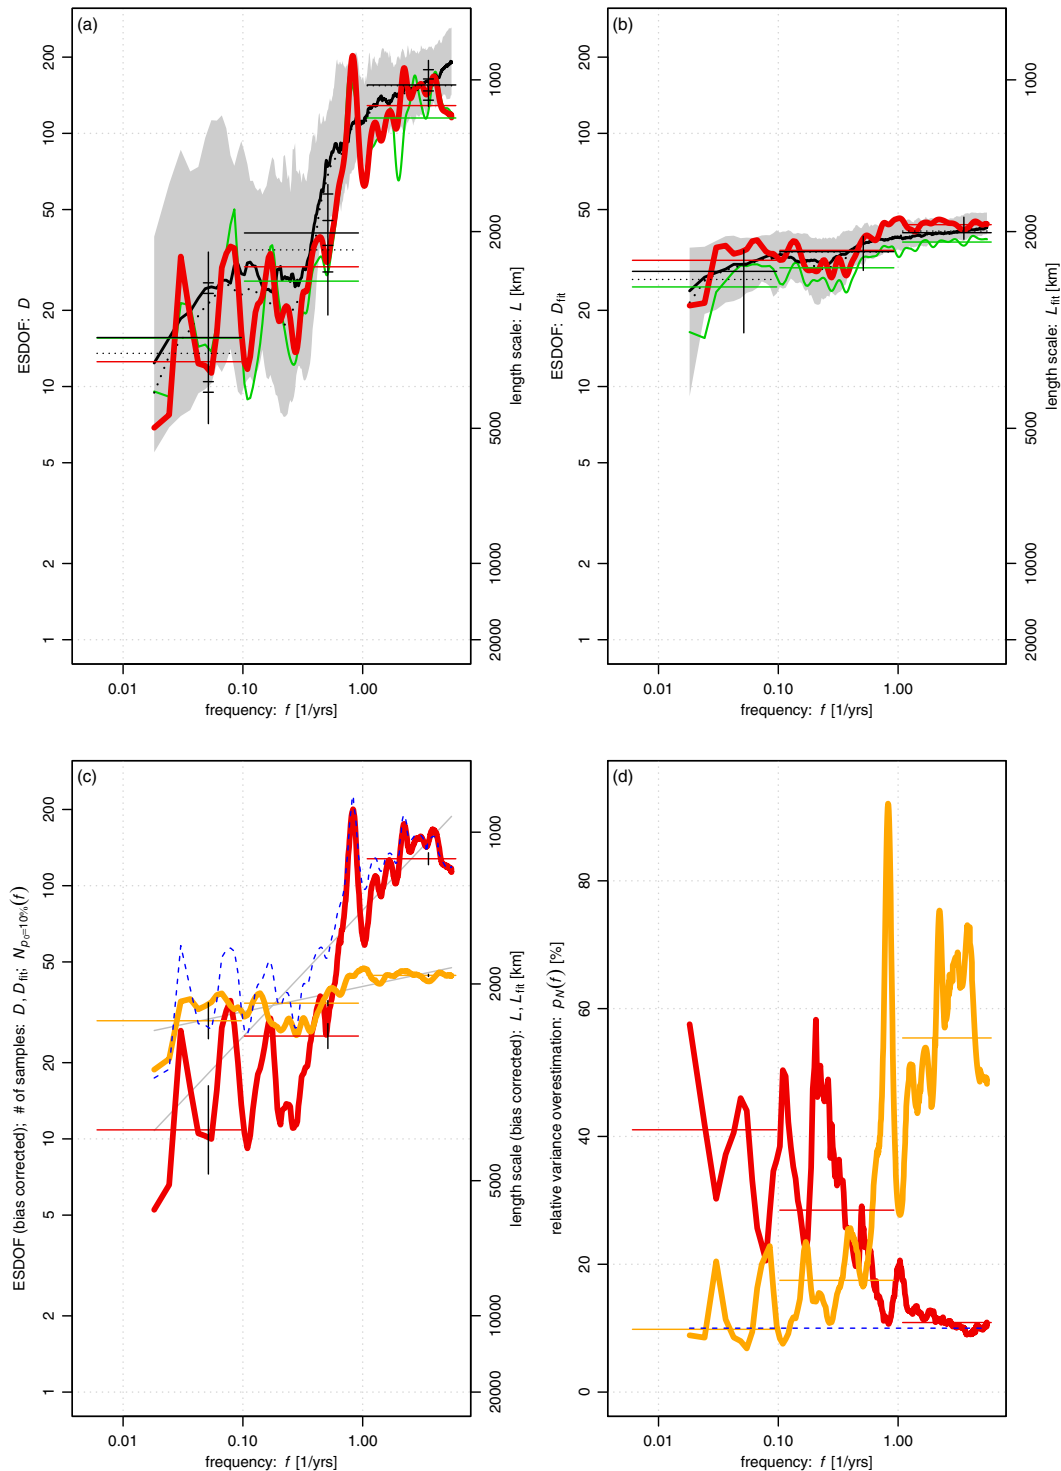 (a)
200
100
50
20
10
5
2
1
ESDOF: D
1000
2000
5000
10000
20000
length scale: L [km]
0.01 0.10 1.00
frequency: f [1/yrs]
(b)
200
100
50
20
10
5
2
1
ESDOF: Dfit
1000
2000
5000
10000
20000
length scale: Lfit [km]
0.01 0.10 1.00
frequency: f [1/yrs]
(c)
200
100
50
20
10
5
2
1
ESDOF (bias corrected); # of samples: D, Dfit; Np0=10%(f)
1000
2000
5000
10000
20000
length scale (bias corrected): L, Lfit [km]
0.01 0.10 1.00
frequency: f [1/yrs]
(d)
80
60
40
20
0
relative variance overestimation: pN(f) [%]
0.01 0.10 1.00
frequency: f [1/yrs]